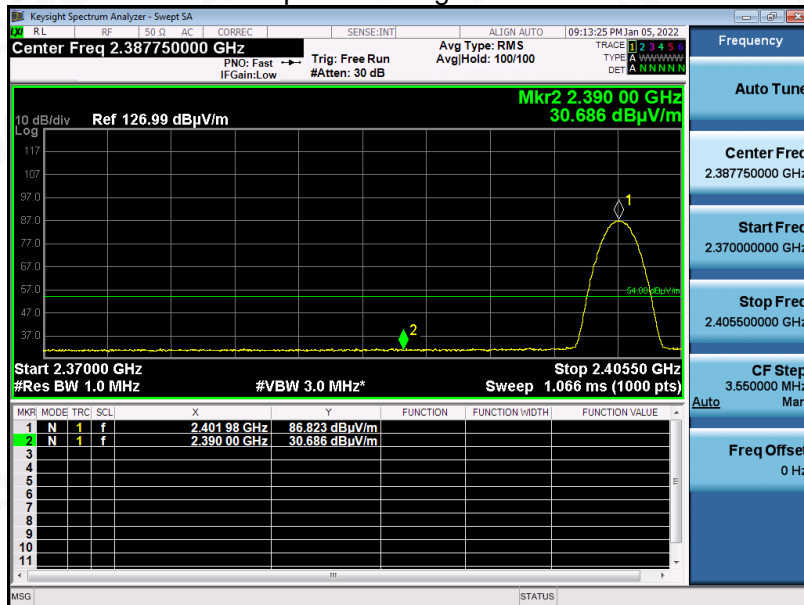 Keysight Spectrum Analyzer - Swept SA
RL RF 50 Ω AC CORREC SENSE:INT ALIGN AUTO 09:13:25 PM Jan 05, 2022
Center Freq 2.387750000 GHz
PNO: Fast
IFGain:Low
Trig: Free Run
#Atten: 30 dB
Avg Type: RMS
Avg|Hold: 100/100
TRACE 1 2 3 4 5 6
TYPE A WWWWW
DET A N N N N N
Mkr2 2.390 00 GHz
30.686 dBµV/m
10 dB/div Ref 126.99 dBµV/m
Log
117
107
97.0
87.0
77.0
67.0
57.0
47.0
37.0
1
54.00 dBµV/m
2
Start 2.37000 GHz Stop 2.40550 GHz
#Res BW 1.0 MHz #VBW 3.0 MHz* Sweep 1.066 ms (1000 pts)
MKR MODE TRC SCL X Y FUNCTION FUNCTION WIDTH FUNCTION VALUE
1 N 1 f 2.401 98 GHz 86.823 dBµV/m
2 N 1 f 2.390 00 GHz 30.686 dBµV/m
3
4
5
6
7
8
9
10
11
MSG STATUS
Frequency
Auto Tune
Center Freq
2.387750000 GHz
Start Freq
2.370000000 GHz
Stop Freq
2.405500000 GHz
CF Step
3.550000 MHz
Auto Man
Freq Offset
0 Hz